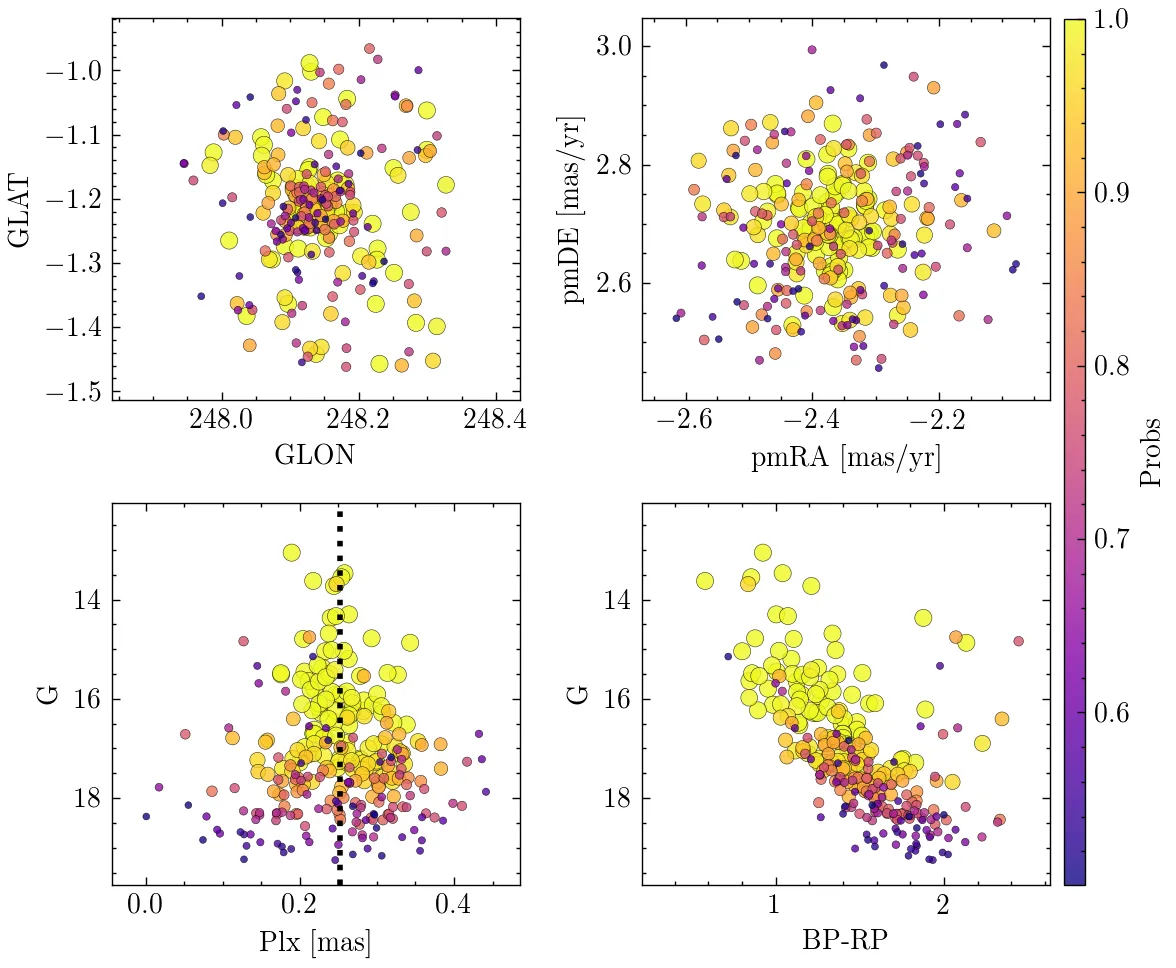 −1.0
−1.1
−1.2
−1.3
−1.4
−1.5
GLAT
248.0 248.2 248.4
GLON
3.0
2.8
2.6
pmDE [mas/yr]
−2.6 −2.4 −2.2
pmRA [mas/yr]
14
16
18
G
0.0 0.2 0.4
Plx [mas]
14
16
18
G
1 2
BP-RP
1.0
0.9
0.8
0.7
0.6
Probs